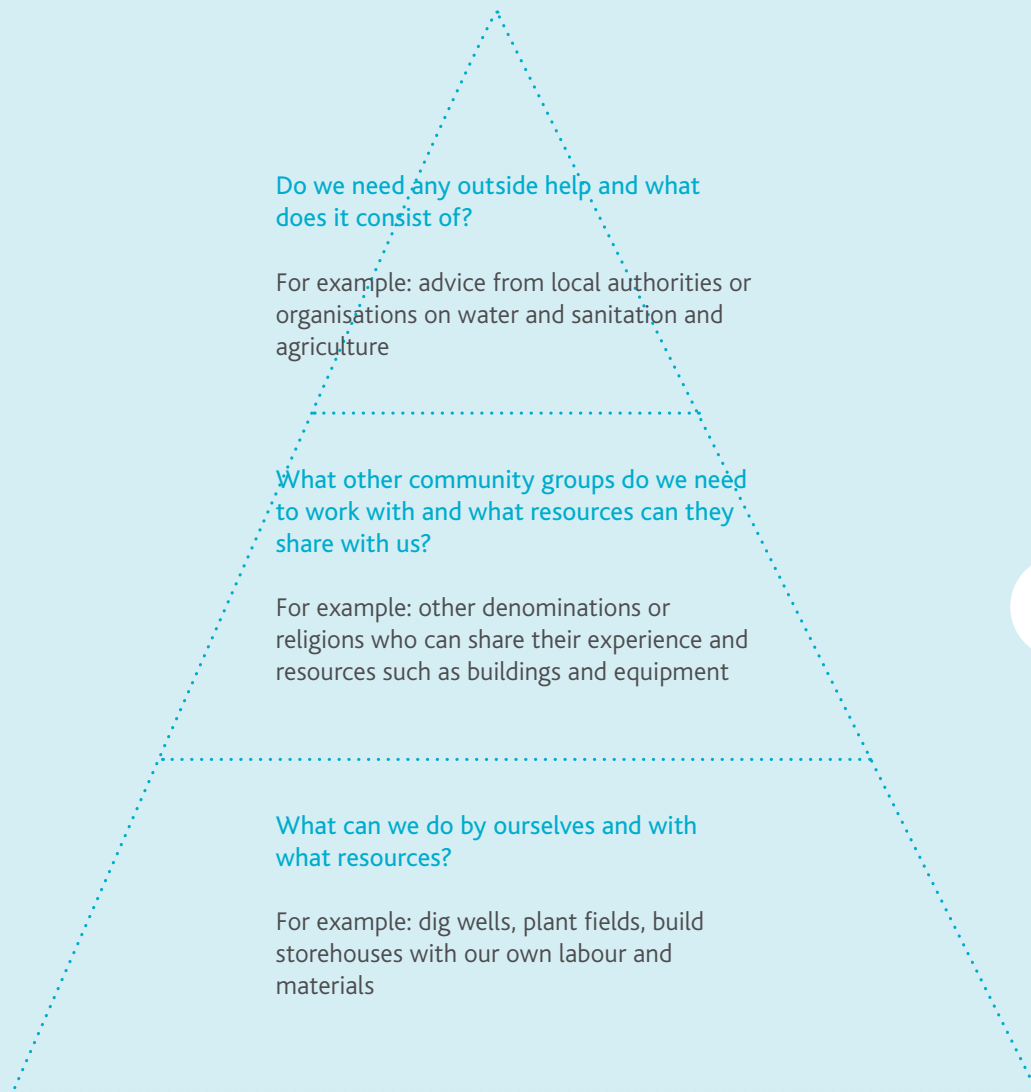 Do we need any outside help and what
does it consist of?
For example: advice from local authorities or
organisations on water and sanitation and
agriculture
What other community groups do we need
to work with and what resources can they
share with us?
For example: other denominations or
religions who can share their experience and
resources such as buildings and equipment
What can we do by ourselves and with
what resources?
For example: dig wells, plant fields, build
storehouses with our own labour and
materials